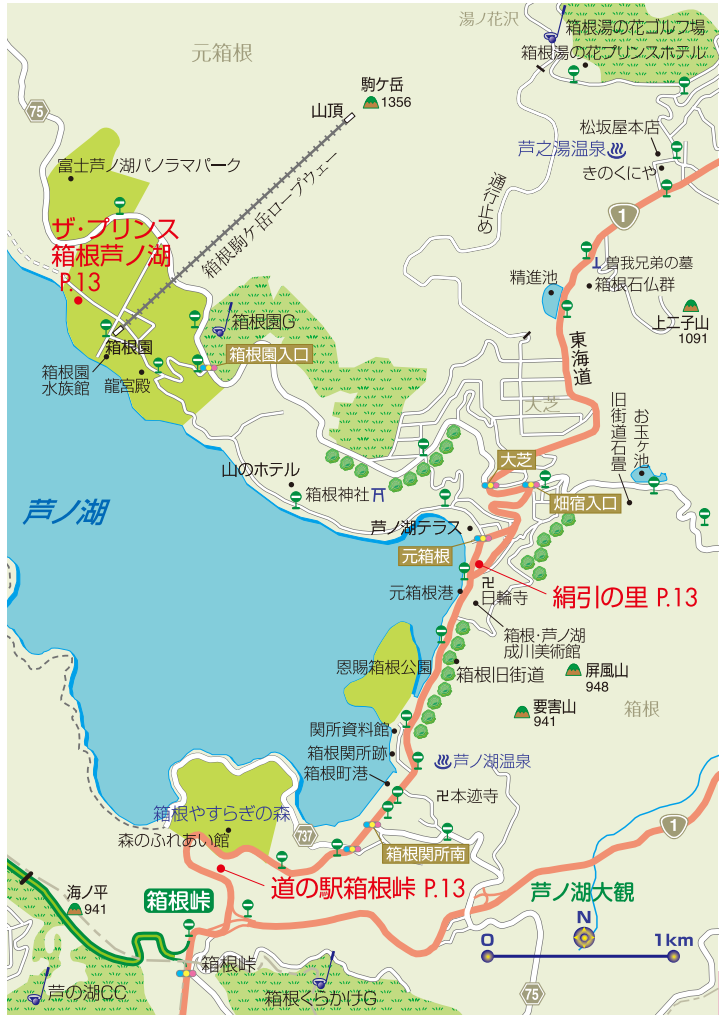 湯ノ花沢
箱根湯の花ゴルフ場
箱根湯の花プリンスホテル
元箱根
駒ケ岳
1356
山頂
75
松坂屋本店
芦之湯温泉
きのくにや
富士芦ノ湖パノラマパーク
箱根駒ケ岳ロープウェー
通行止め
1
ザ・プリンス
箱根芦ノ湖
P.13
曽我兄弟の墓
精進池
箱根石仏群
上二子山
1091
箱根園G
箱根園
箱根園入口
東海道
箱根園
水族館
龍宮殿
大芝
旧街道石畳
お玉ヶ池
大芝
山のホテル
箱根神社
畑宿入口
芦ノ湖
芦ノ湖テラス
元箱根
元箱根港
卍
日輪寺
絹引の里 P.13
箱根・芦ノ湖
成川美術館
恩賜箱根公園
箱根旧街道
屏風山
948
要害山
941
箱根
関所資料館
箱根関所跡
箱根町港
芦ノ湖温泉
卍本迹寺
箱根やすらぎの森
森のふれあい館
737
1
箱根関所南
道の駅箱根峠 P.13
海ノ平
941
箱根峠
芦ノ湖大観
N
0
1km
箱根峠
芦の湖CC
箱根くらかけG
75